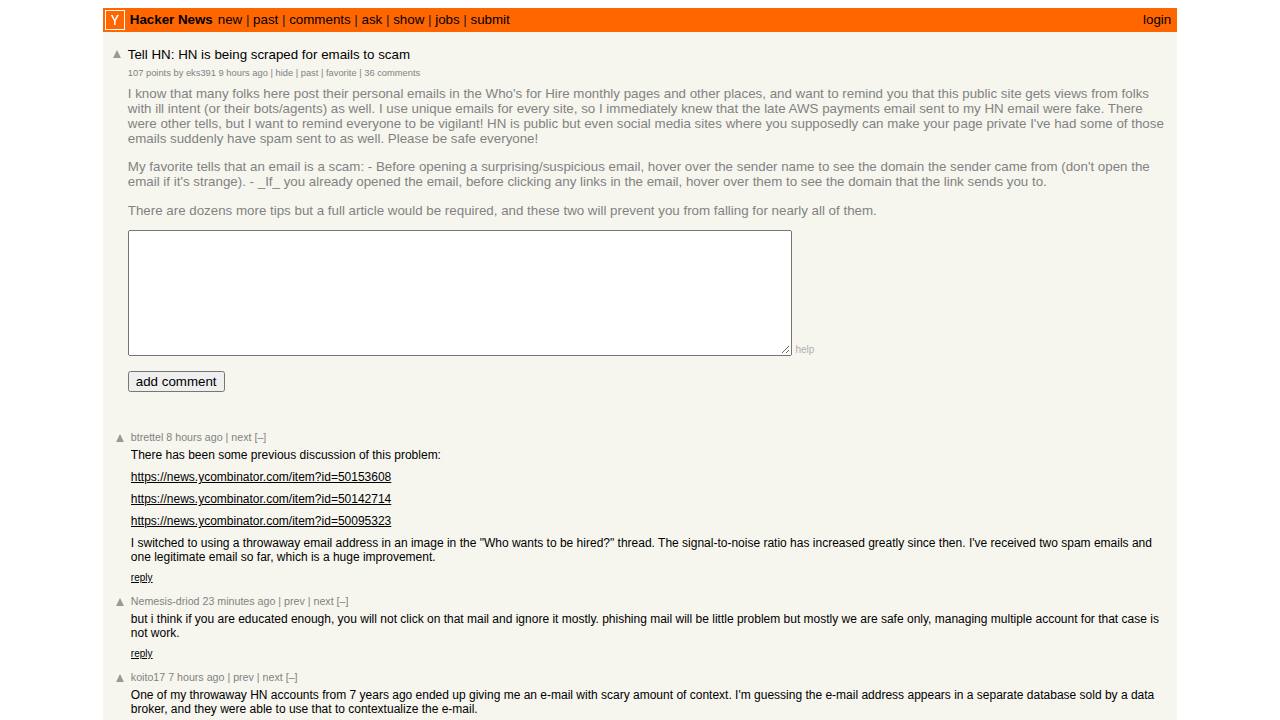 Y Hacker News new | past | comments | ask | show | jobs | submit login
Tell HN: HN is being scraped for emails to scam
107 points by eks391 9 hours ago | hide | past | favorite | 36 comments
I know that many folks here post their personal emails in the Who's for Hire monthly pages and other places, and want to remind you that this public site gets views from folks
with ill intent (or their bots/agents) as well. I use unique emails for every site, so I immediately knew that the late AWS payments email sent to my HN email were fake. There
were other tells, but I want to remind everyone to be vigilant! HN is public but even social media sites where you supposedly can make your page private I've had some of those
emails suddenly have spam sent to as well. Please be safe everyone!
My favorite tells that an email is a scam: - Before opening a surprising/suspicious email, hover over the sender name to see the domain the sender came from (don't open the
email if it's strange). - _If_ you already opened the email, before clicking any links in the email, hover over them to see the domain that the link sends you to.
There are dozens more tips but a full article would be required, and these two will prevent you from falling for nearly all of them.
help
add comment
btrettel 8 hours ago | next [–]
There has been some previous discussion of this problem:
https://news.ycombinator.com/item?id=50153608
https://news.ycombinator.com/item?id=50142714
https://news.ycombinator.com/item?id=50095323
I switched to using a throwaway email address in an image in the "Who wants to be hired?" thread. The signal-to-noise ratio has increased greatly since then. I've received two spam emails and
one legitimate email so far, which is a huge improvement.
reply
Nemesis-driod 23 minutes ago | prev | next [–]
but i think if you are educated enough, you will not click on that mail and ignore it mostly. phishing mail will be little problem but mostly we are safe only, managing multiple account for that case is
not work.
reply
koito17 7 hours ago | prev | next [–]
One of my throwaway HN accounts from 7 years ago ended up giving me an e-mail with scary amount of context. I'm guessing the e-mail address appears in a separate database sold by a data
broker, and they were able to use that to contextualize the e-mail.